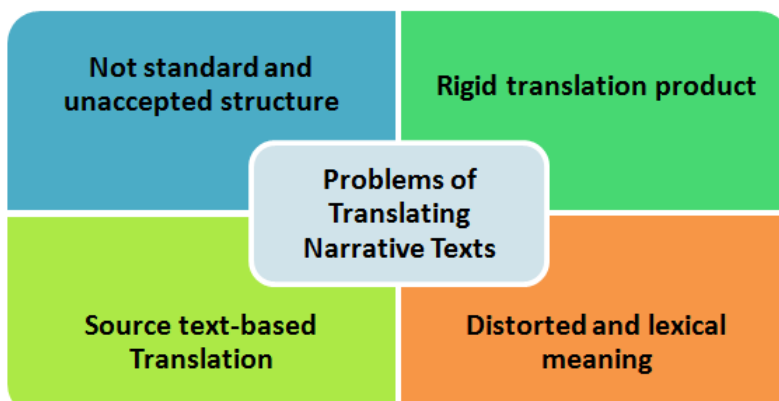 Not standard and
unaccepted structure
Rigid translation product
Problems of
Translating
Narrative Texts
Source text-based
Translation
Distorted and lexical
meaning